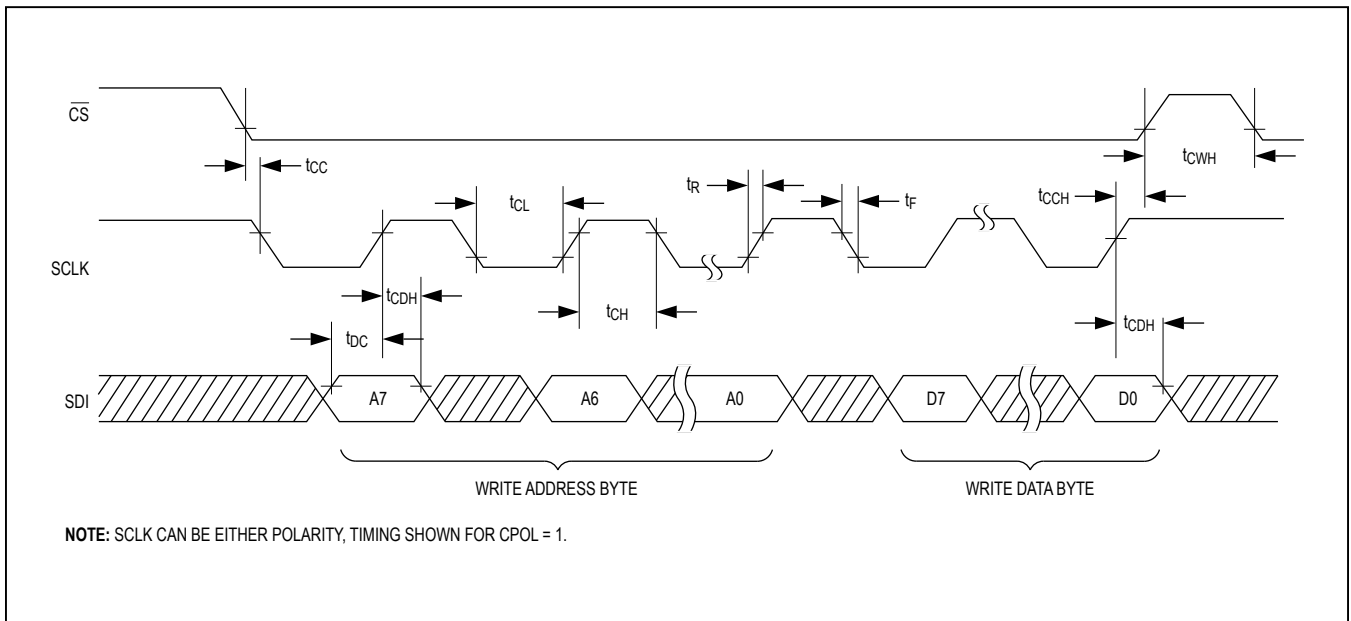 CS
tCC
tCWH
tR
tCL
tF
tCCH
SCLK
tCDH
tCH
tCDH
tDC
SDI
A7
A6
A0
D7
D0
WRITE ADDRESS BYTE
WRITE DATA BYTE
NOTE: SCLK CAN BE EITHER POLARITY, TIMING SHOWN FOR CPOL = 1.